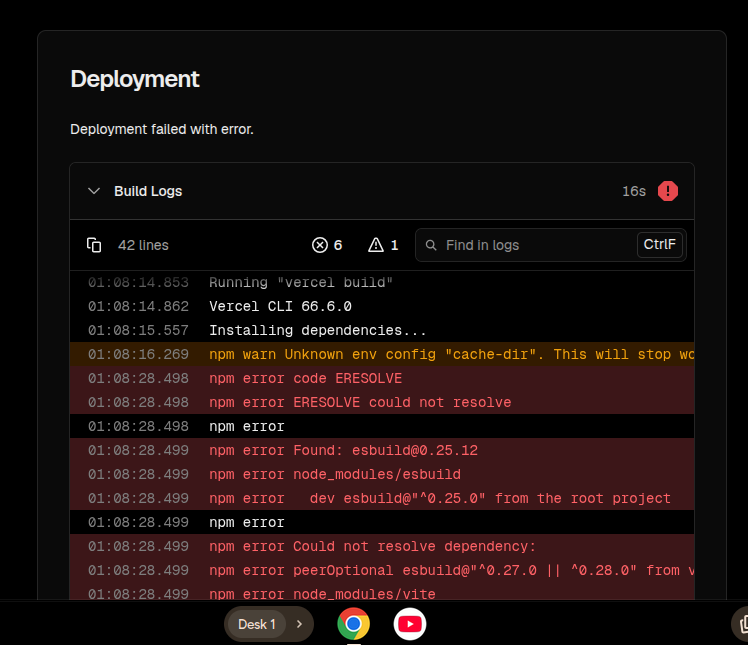 Deployment
Deployment failed with error.
Build Logs 16s
42 lines 6 1 Find in logs CtrlF
01:08:14.853 Running "vercel build"
01:08:14.862 Vercel CLI 66.6.0
01:08:15.557 Installing dependencies...
01:08:16.269 npm warn Unknown env config "cache-dir". This will stop wo
01:08:28.498 npm error code ERESOLVE
01:08:28.498 npm error ERESOLVE could not resolve
01:08:28.498 npm error
01:08:28.499 npm error Found: esbuild@0.25.12
01:08:28.499 npm error node_modules/esbuild
01:08:28.499 npm error   dev esbuild@"^0.25.0" from the root project
01:08:28.499 npm error
01:08:28.499 npm error Could not resolve dependency:
01:08:28.499 npm error peerOptional esbuild@"^0.27.0 || ^0.28.0" from v
01:08:28.499 npm error node_modules/vite
Desk 1